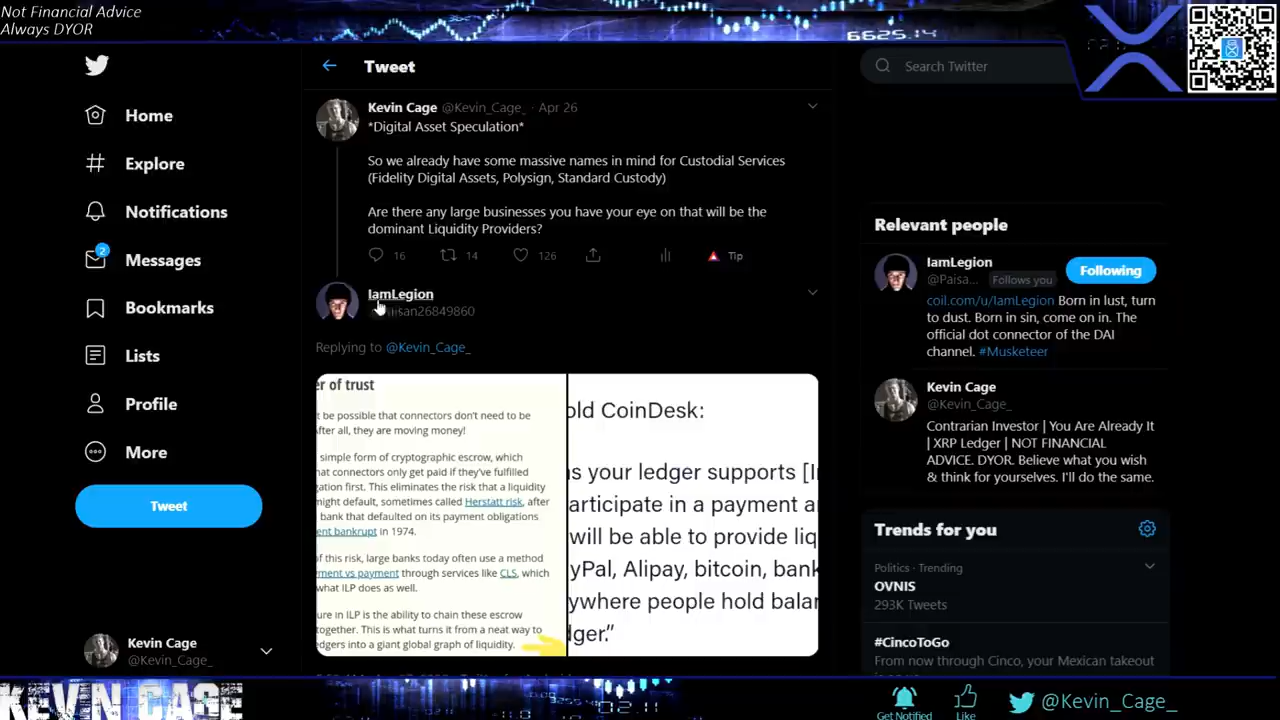 Not Financial Advice
Always DYOR
6625.14
Home
Explore
Notifications
2
Messages
Bookmarks
Lists
Profile
More
Tweet
Kevin Cage
@Kevin_Cage_
Tweet
Kevin Cage @Kevin_Cage_ · Apr 26
*Digital Asset Speculation*
So we already have some massive names in mind for Custodial Services
(Fidelity Digital Assets, Polysign, Standard Custody)
Are there any large businesses you have your eye on that will be the
dominant Liquidity Providers?
16 14 126 Tip
IamLegion
isan26849860
Replying to @Kevin_Cage_
er of trust
t be possible that connectors don't need to be
After all, they are moving money!
simple form of cryptographic escrow, which
hat connectors only get paid if they've fulfilled
gation first. This eliminates the risk that a liquidity
might default, sometimes called Herstatt risk, after
bank that defaulted on its payment obligations
ent bankrupt in 1974.
of this risk, large banks today often use a method
ment vs payment through services like CLS, which
what ILP does as well.
ure in ILP is the ability to chain these escrow
together. This is what turns it from a neat way to
edgers into a giant global graph of liquidity.
old CoinDesk:
s your ledger supports [I
articipate in a payment a
will be able to provide liq
yPal, Alipay, bitcoin, bank
ywhere people hold bala
dger."
Search Twitter
Relevant people
IamLegion
@Paisa... Follows you
Following
coil.com/u/IamLegion Born in lust, turn
to dust. Born in sin, come on in. The
official dot connector of the DAI
channel. #Musketeer
Kevin Cage
@Kevin_Cage_
Contrarian Investor | You Are Already It
| XRP Ledger | NOT FINANCIAL
ADVICE. DYOR. Believe what you wish
& think for yourselves. I'll do the same.
Trends for you
Politics · Trending
OVNIS
293K Tweets
#CincoToGo
From now through Cinco, your Mexican takeout
KEVIN CAGE
Get Notified
Like
@Kevin_Cage_